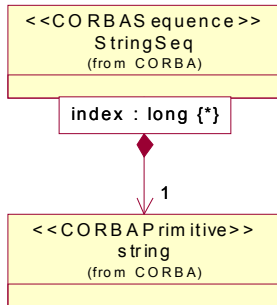 <<CORBASequence>>
StringSeq
(from CORBA)
index : long {*}
1
<<CORBAPrimitive>>
string
(from CORBA)